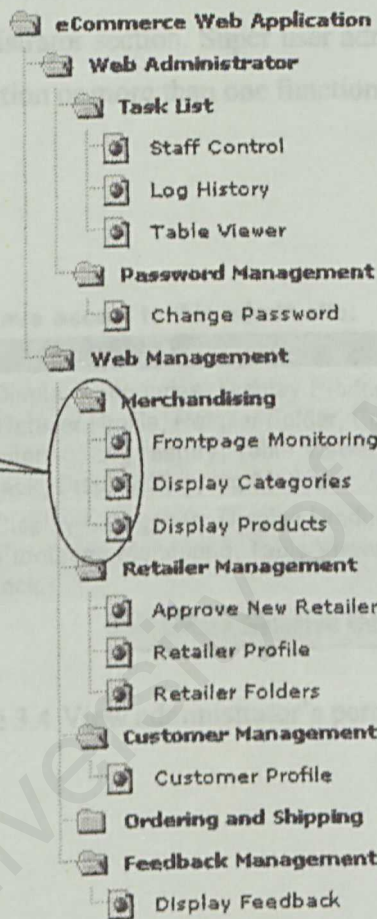 eCommerce Web Application
Web Administrator
Task List
Staff Control
Log History
Table Viewer
Password Management
Change Password
Web Management
Merchandising
Frontpage Monitoring
Display Categories
Display Products
Retailer Management
Approve New Retailer
Retailer Profile
Retailer Folders
Customer Management
Customer Profile
Ordering and Shipping
Feedback Management
Display Feedback